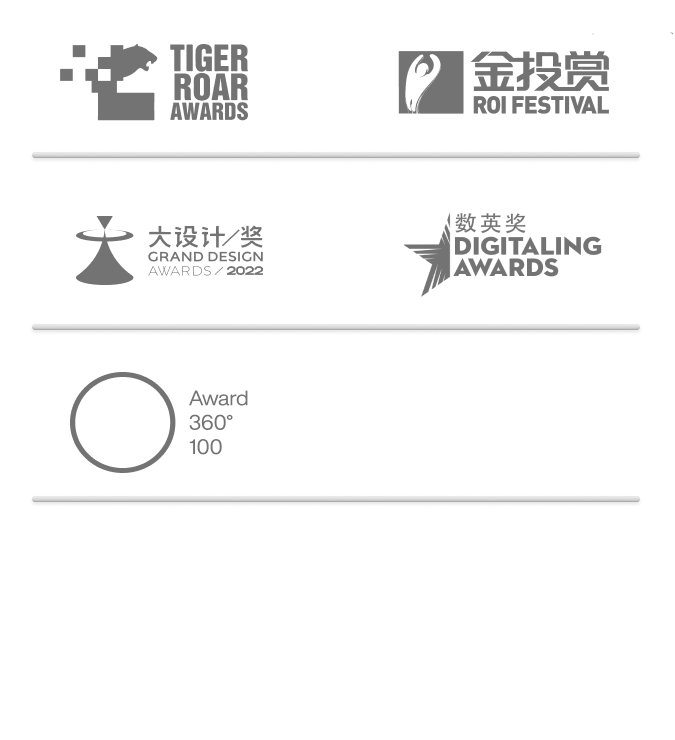 TIGER
ROAR
AWARDS
金投赏
ROI FESTIVAL
大设计/奖
GRAND DESIGN
AWARDS / 2022
数英奖
DIGITALING
AWARDS
Award
360°
100